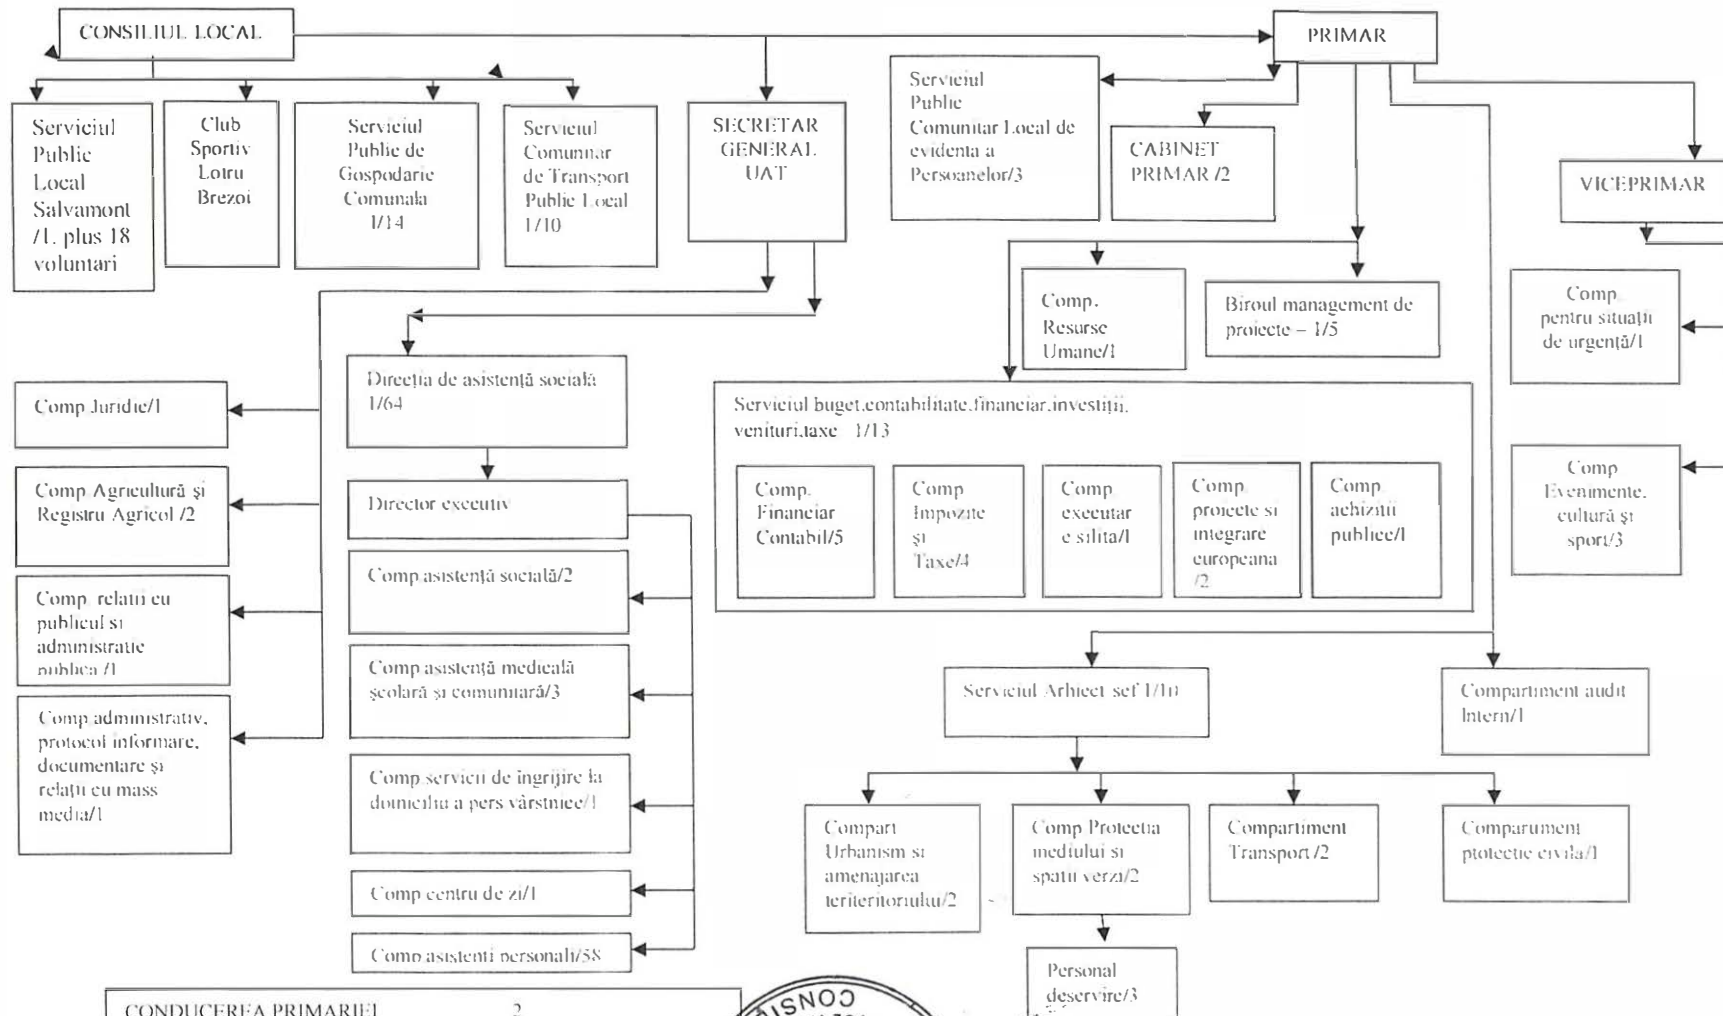 CONSILIUL LOCAL
PRIMAR
Serviciul
Public
Local
Salvamont
/1. plus 18
voluntari
Club
Sportiv
Lotru
Brezoi
Serviciul
Public de
Gospodarie
Comunala
1/14
Serviciul
Comunitar
de Transport
Public Local
1/10
SECRETAR
GENERAL
UAT
Serviciul
Public
Comunitar Local de
evidenta a
Persoanelor/3
CABINET
PRIMAR /2
VICEPRIMAR
Comp.
Resurse
Umane/1
Biroul management de
proiecte – 1/5
Comp.
pentru situații
de urgență/1
Direcția de asistență socială
1/64
Comp.Juridic/1
Serviciul buget,contabilitate,financiar,investiții,
venituri,taxe 1/13
Comp.
Financiar
Contabil/5
Comp
Impozite
și
Taxe/4
Comp
executar
e silita/1
Comp
proiecte si
integrare
europeana
/2
Comp
achizitii
publice/1
Comp
Evenimente,
cultură și
sport/3
Comp Agricultură și
Registru Agricol /2
Director executiv
Comp asistență socială/2
Comp. relatii cu
publicul si
administratie
publica /1
Comp asistență medicală
școlară și comunitară/3
Comp administrativ,
protocol informare,
documentare și
relații cu mass
media/1
Comp servicii de îngrijire la
domiciliu a pers vârstnice/1
Comp centru de zi/1
Comp asistenti personali/58
Serviciul Arhiect sef 1/10
Compartiment audit
Intern/1
Compart
Urbanism si
amenajarea
teriteritoriului/2
Comp Protectia
mediului si
spatii verzi/2
Compartiment
Transport /2
Compartiment
ptotectie civila/1
Personal
deservire/3
CONDUCEREA PRIMARIEI 2